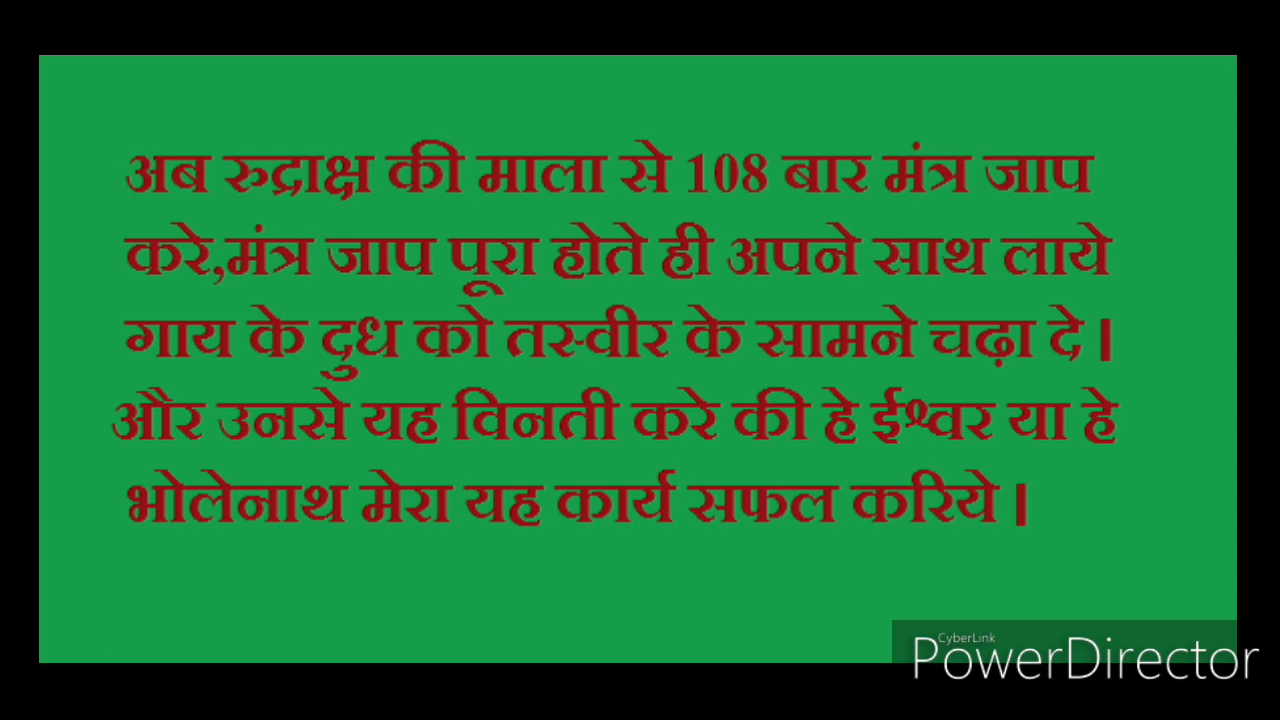 अब रुद्राक्ष की माला से 108 बार मंत्र जाप
करे,मंत्र जाप पूरा होते ही अपने साथ लाये
गाय के दुध को तस्वीर के सामने चढ़ा दे ।
और उनसे यह विनती करे की हे ईश्वर या हे
भोलेनाथ मेरा यह कार्य सफल करिये ।
CyberLink
PowerDirector